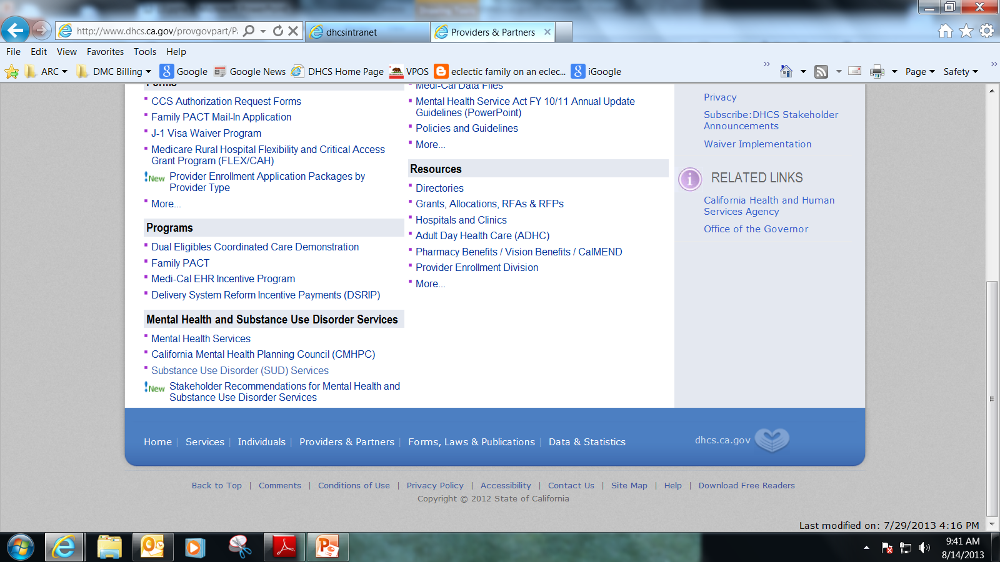 http://www.dhcs.ca.gov/provgovpart/P
dhcsintranet
Providers & Partners
File Edit View Favorites Tools Help
ARC
DMC Billing
Google
Google News
DHCS Home Page
VPOS
eclectic family on an eclec...
iGoogle
Page
Safety
Forms
CCS Authorization Request Forms
Family PACT Mail-In Application
J-1 Visa Waiver Program
Medicare Rural Hospital Flexibility and Critical Access
Grant Program (FLEX/CAH)
!New Provider Enrollment Application Packages by
Provider Type
More...
Programs
Dual Eligibles Coordinated Care Demonstration
Family PACT
Medi-Cal EHR Incentive Program
Delivery System Reform Incentive Payments (DSRIP)
Mental Health and Substance Use Disorder Services
Mental Health Services
California Mental Health Planning Council (CMHPC)
Substance Use Disorder (SUD) Services
!New Stakeholder Recommendations for Mental Health and
Substance Use Disorder Services
Medi-Cal Data Files
Mental Health Service Act FY 10/11 Annual Update
Guidelines (PowerPoint)
Policies and Guidelines
More...
Resources
Directories
Grants, Allocations, RFAs & RFPs
Hospitals and Clinics
Adult Day Health Care (ADHC)
Pharmacy Benefits / Vision Benefits / CalMEND
Provider Enrollment Division
More...
Privacy
Subscribe:DHCS Stakeholder
Announcements
Waiver Implementation
RELATED LINKS
California Health and Human
Services Agency
Office of the Governor
Home | Services | Individuals | Providers & Partners | Forms, Laws & Publications | Data & Statistics
dhcs.ca.gov
Back to Top | Comments | Conditions of Use | Privacy Policy | Accessibility | Contact Us | Site Map | Help | Download Free Readers
Copyright © 2012 State of California
Last modified on: 7/29/2013 4:16 PM
9:41 AM
8/14/2013